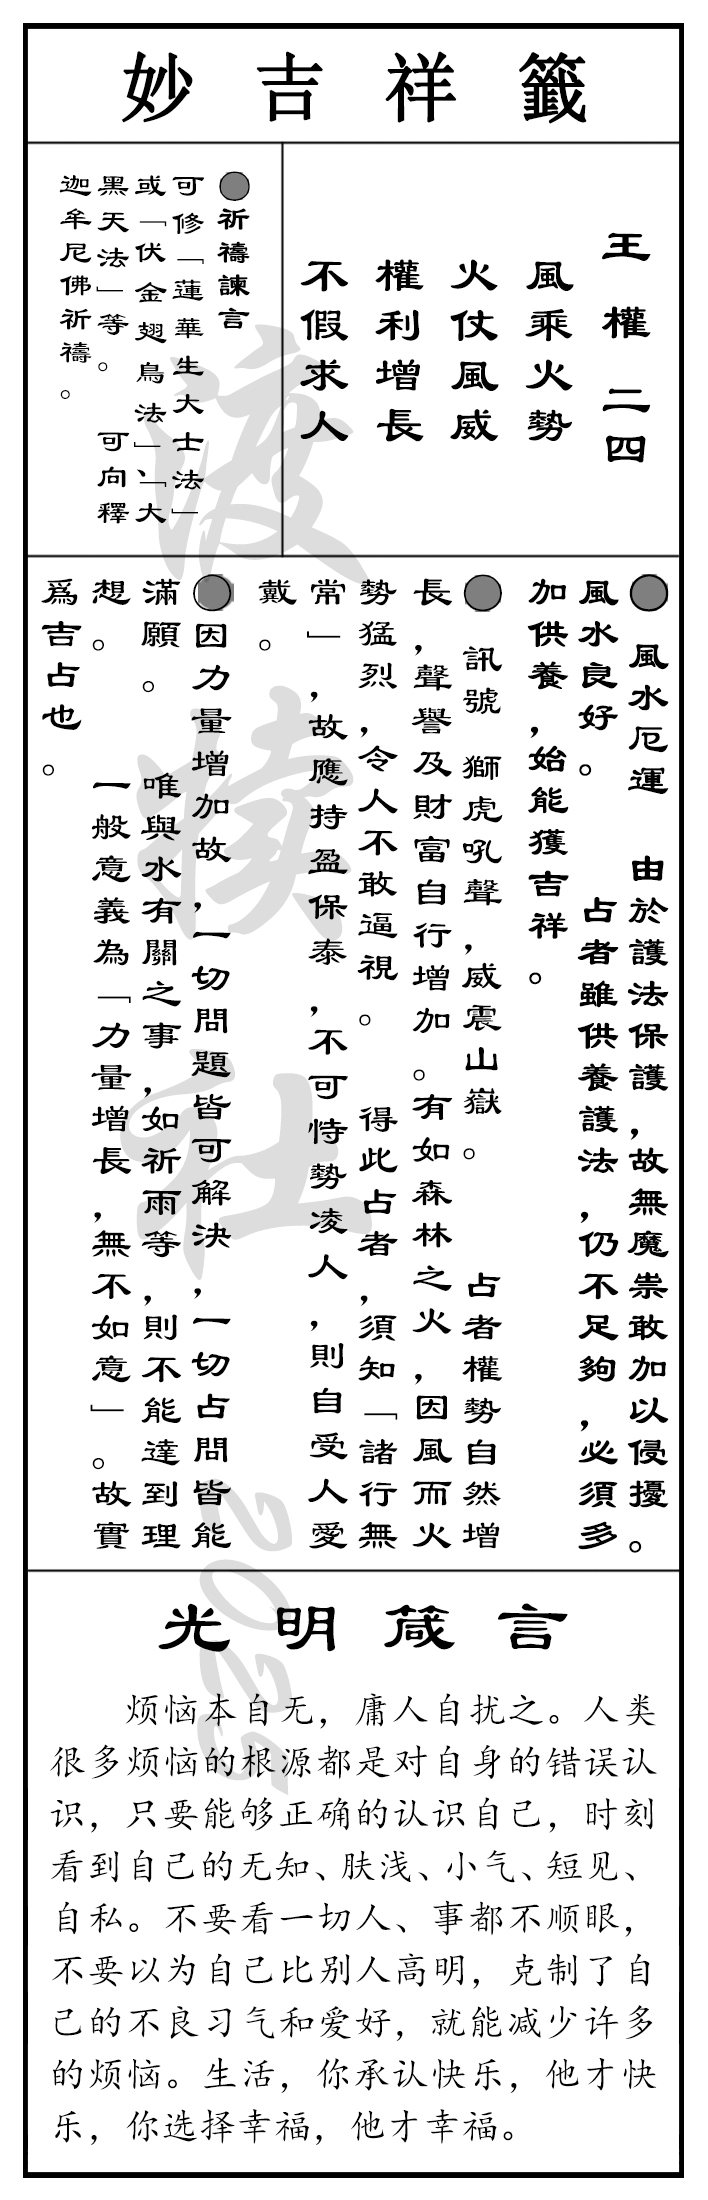 妙吉祥籤
王權二四
風乘火勢
火仗風威
權利增長
不假求人
●祈禱諫言
可修「蓮華生大士法」
或「伏金翅鳥法」、「大
黑天法」等。 可向釋
迦牟尼佛祈禱。
● 風水厄運 由於護法保護,故無魔祟敢加以侵擾。
風水良好。 占者雖供養護法,仍不足夠,必須多
加供養,始能獲吉祥。
● 訊號 獅虎吼聲,威震山嶽。 占者權勢自然增
長,聲譽及財富自行增加。有如森林之火,因風而火
勢猛烈,令人不敢逼視。 得此占者,須知「諸行無
常」,故應持盈保泰,不可恃勢凌人,則自受人愛
戴。
●因力量增加故,一切問題皆可解決,一切占問皆能
滿願。 唯與水有關之事,如祈雨等,則不能達到理
想。 一般意義為「力量增長,無不如意」。故實
爲吉占也。
光明箴言
烦恼本自无，庸人自扰之。人类
很多烦恼的根源都是对自身的错误认
识，只要能够正确的认识自己，时刻
看到自己的无知、肤浅、小气、短见、
自私。不要看一切人、事都不顺眼，
不要以为自己比别人高明，克制了自
己的不良习气和爱好，就能减少许多
的烦恼。生活，你承认快乐，他才快
乐，你选择幸福，他才幸福。
渡犊社2025